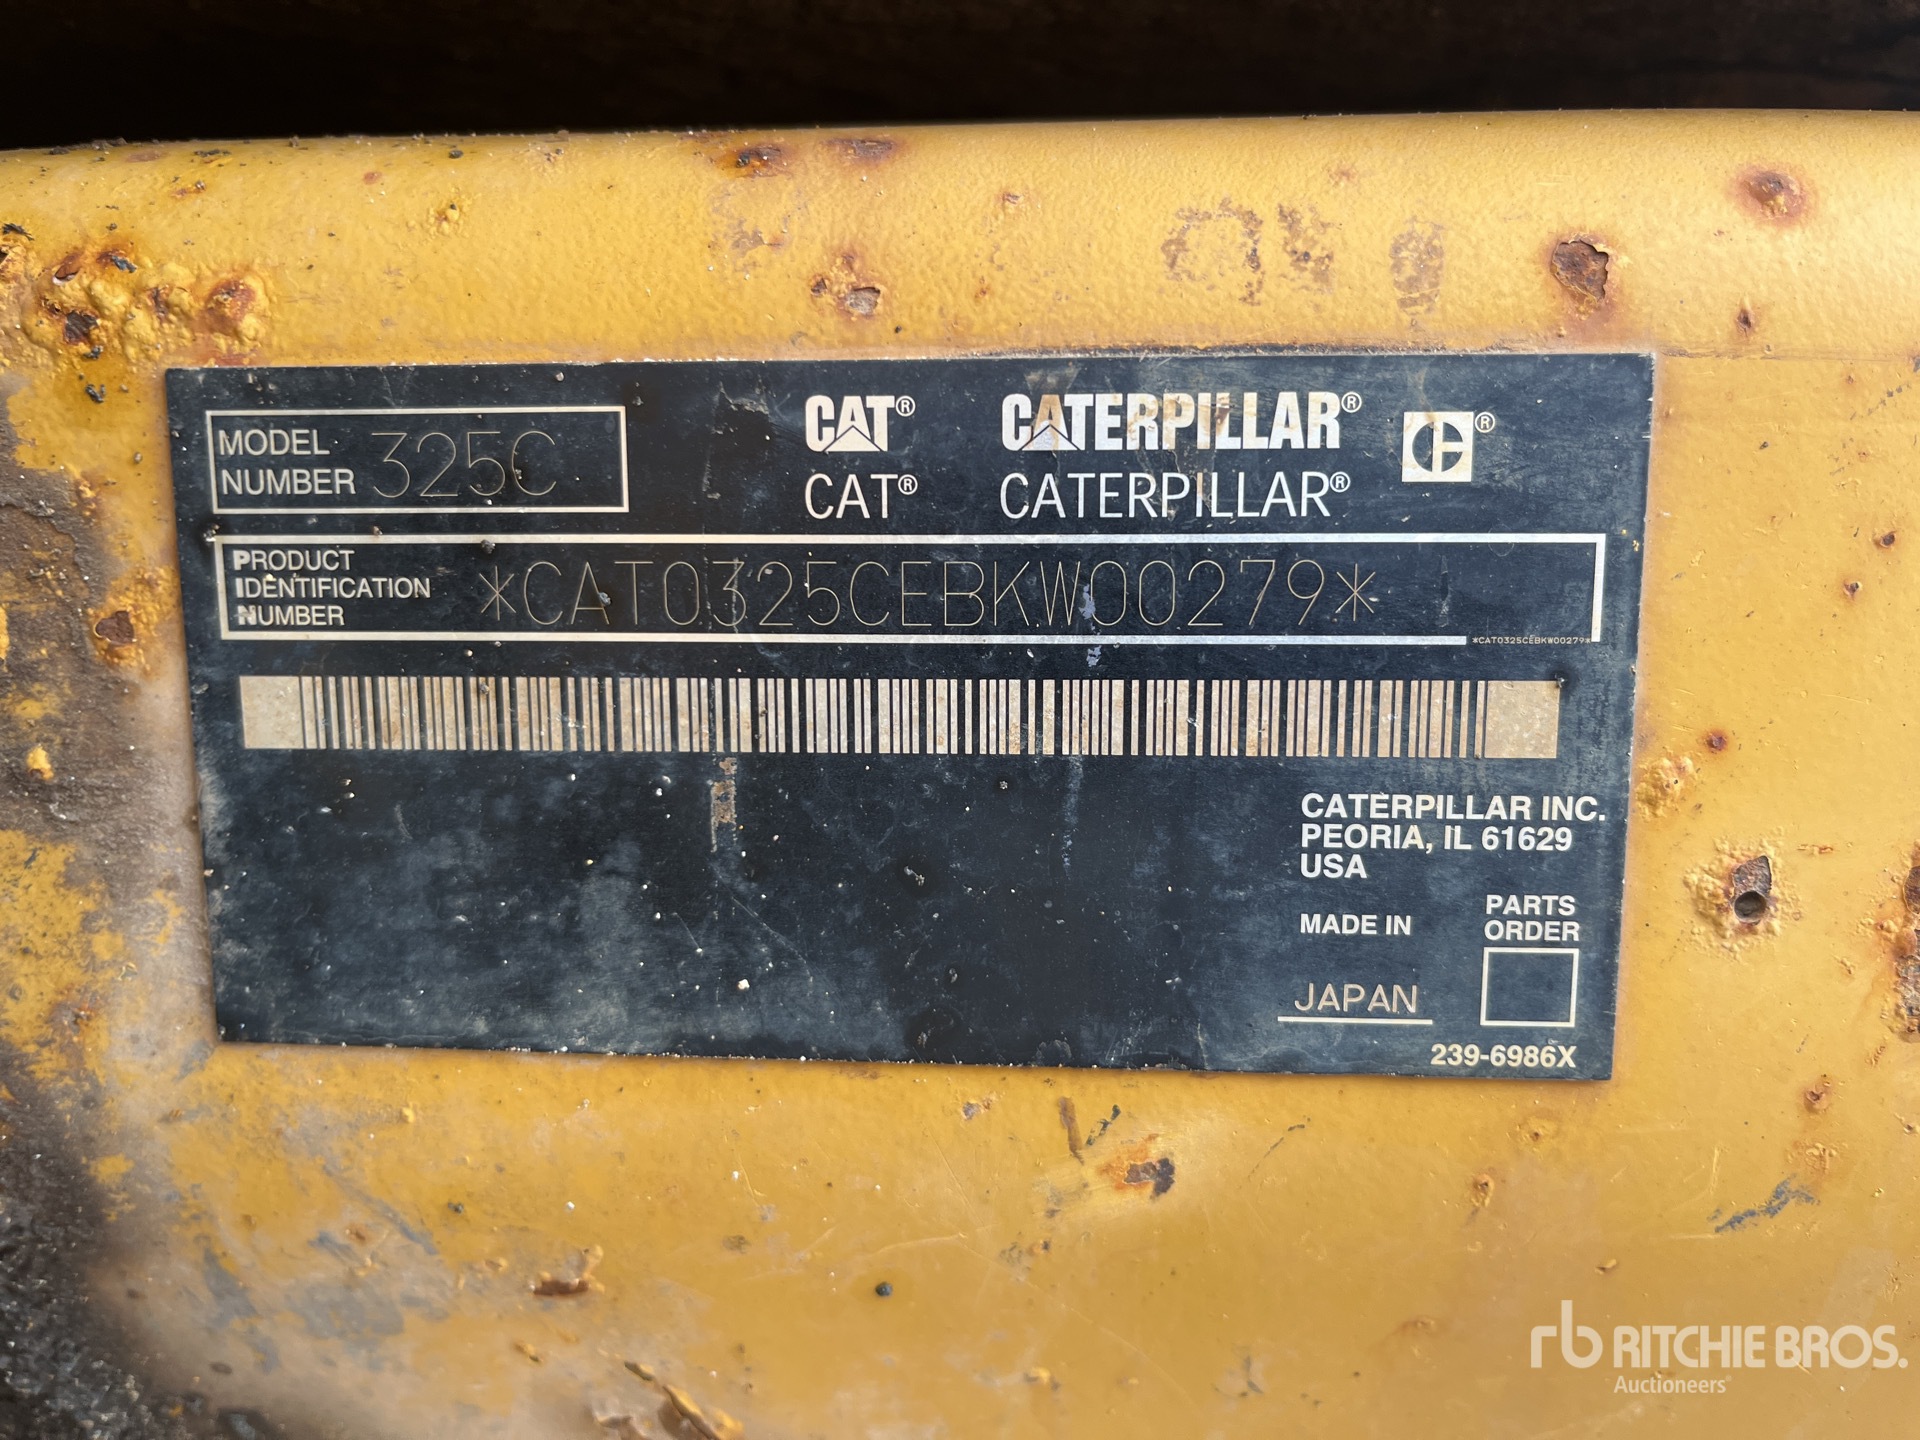 MODEL
NUMBER 325C
CAT® CATERPILLAR® ®
CAT® CATERPILLAR®
PRODUCT
IDENTIFICATION
NUMBER
*CAT0325CEBKW00279*
*CAT0325CEBKW00279*
CATERPILLAR INC.
PEORIA, IL 61629
USA
MADE IN
JAPAN
PARTS
ORDER
239-6986X
rb RITCHIE BROS.
Auctioneers